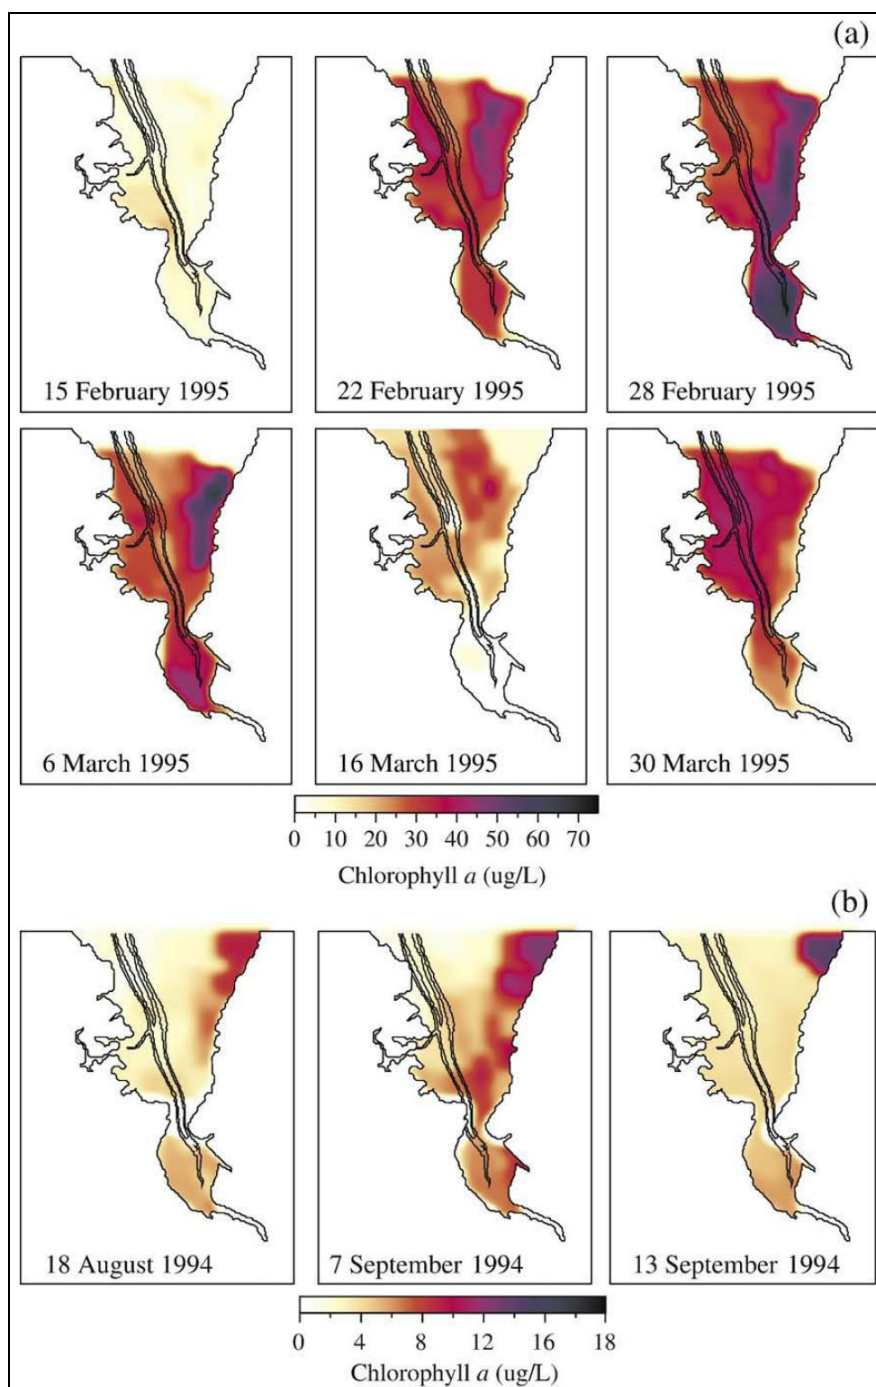 (a)
15 February 1995
22 February 1995
28 February 1995
6 March 1995
16 March 1995
30 March 1995
0 10 20 30 40 50 60 70
Chlorophyll a (ug/L)
(b)
18 August 1994
7 September 1994
13 September 1994
0 4 8 12 16 18
Chlorophyll a (ug/L)